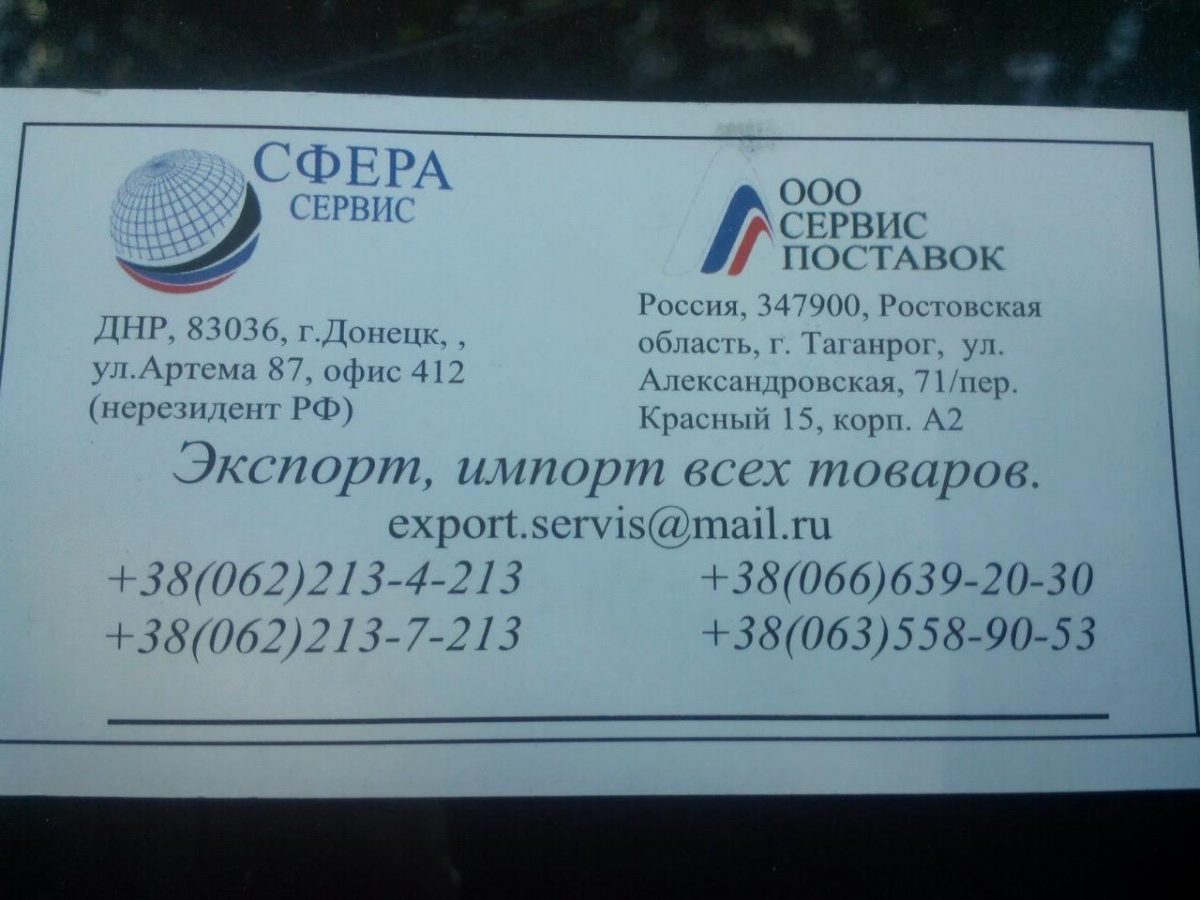 СФЕРА
СЕРВИС
ДНР, 83036, г.Донецк, ,
ул.Артема 87, офис 412
(нерезидент РФ)
ООО
СЕРВИС
ПОСТАВОК
Россия, 347900, Ростовская
область, г. Таганрог, ул.
Александровская, 71/пер.
Красный 15, корп. А2
Экспорт, импорт всех товаров.
export.servis@mail.ru
+38(062)213-4-213
+38(066)639-20-30
+38(062)213-7-213
+38(063)558-90-53